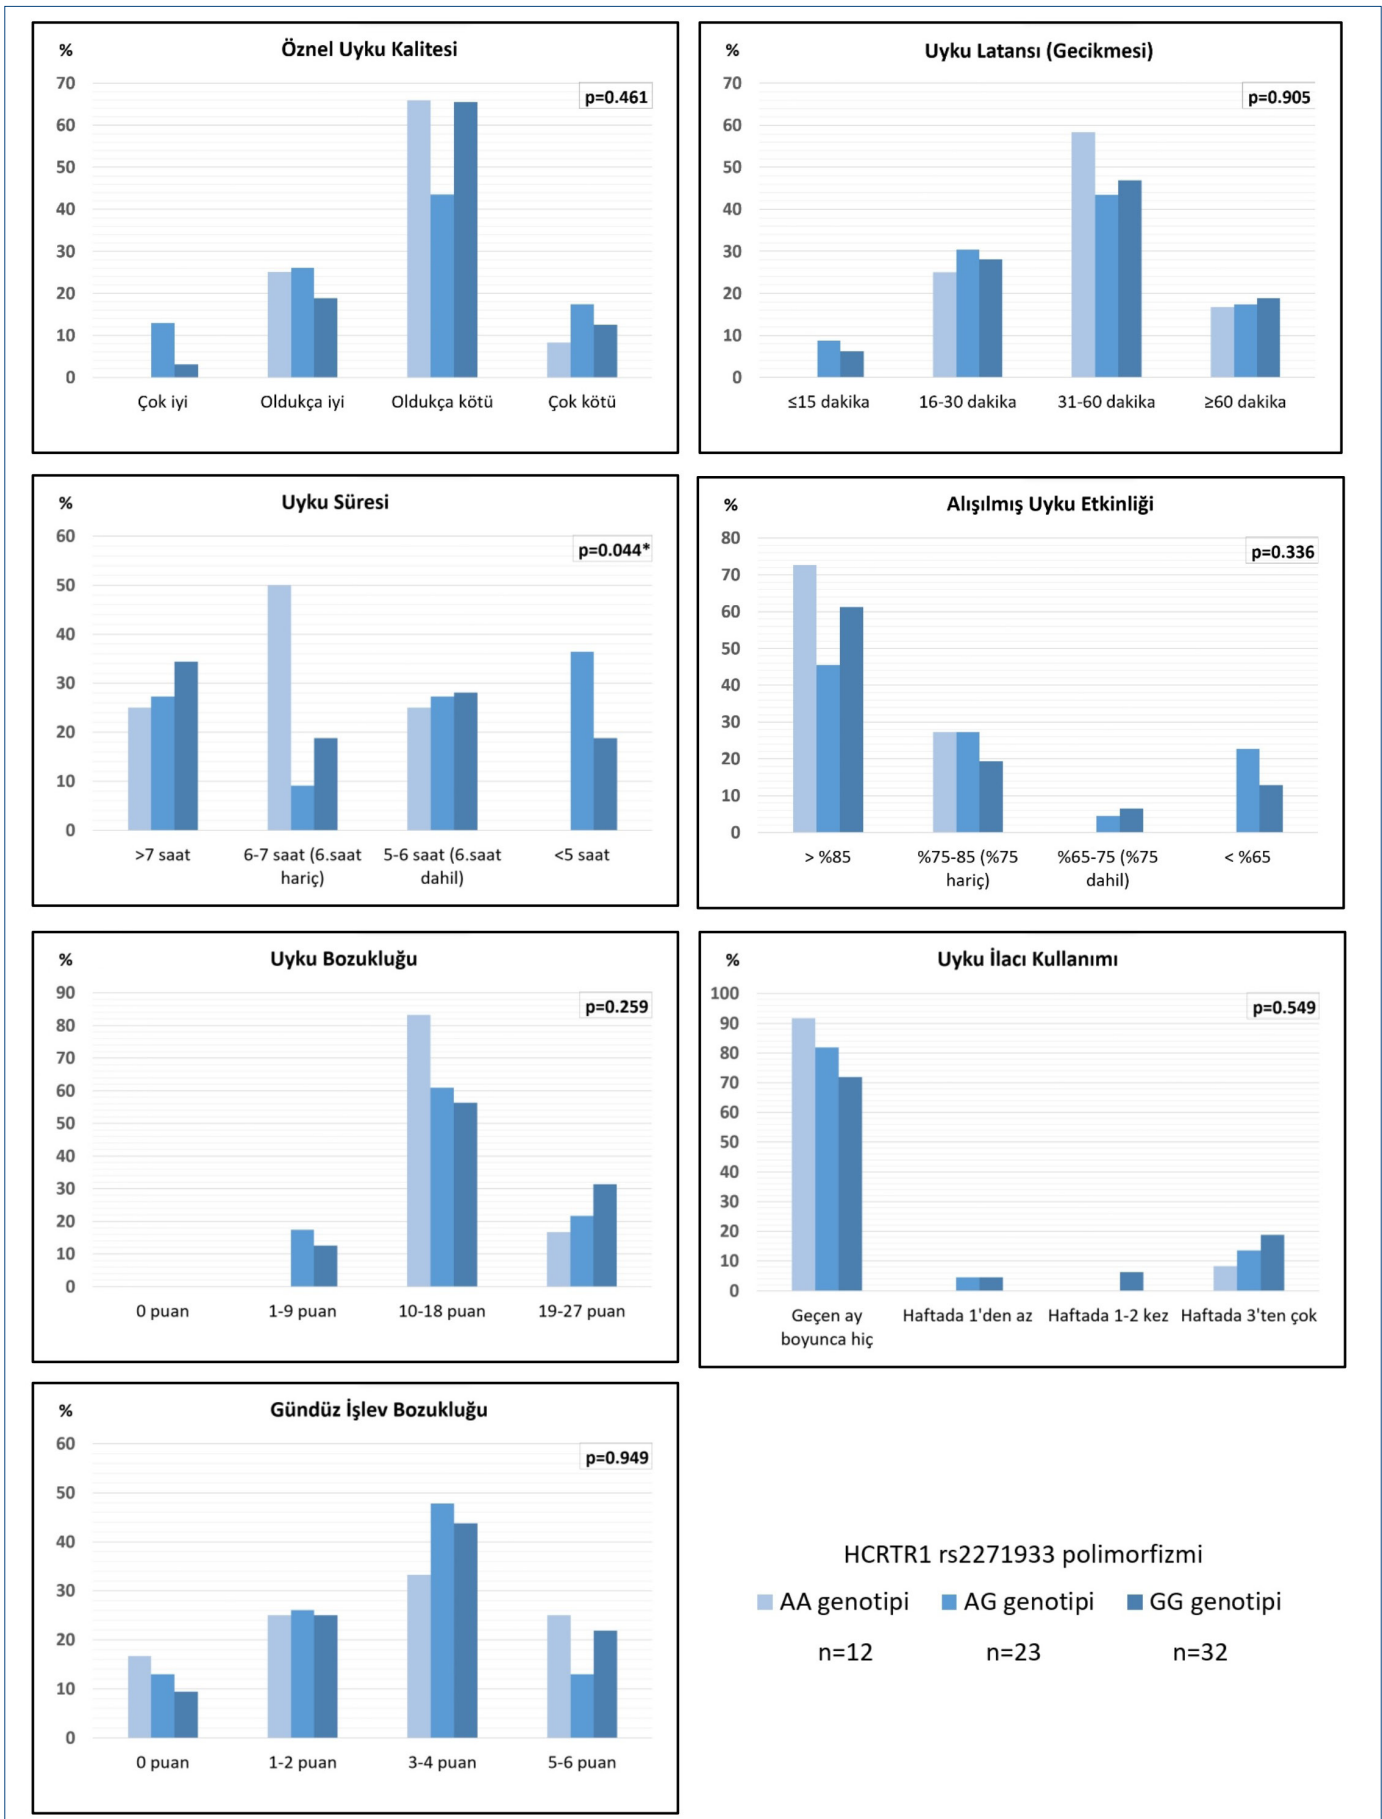 % Öznel Uyku Kalitesi
p=0.461
70
60
50
40
30
20
10
0
Çok iyi Oldukça iyi Oldukça kötü Çok kötü
% Uyku Latansı (Gecikmesi)
p=0.905
70
60
50
40
30
20
10
0
≤15 dakika 16-30 dakika 31-60 dakika ≥60 dakika
% Uyku Süresi
p=0.044*
60
50
40
30
20
10
0
>7 saat 6-7 saat (6.saat 5-6 saat (6.saat <5 saat
hariç) dahil)
% Alışılmış Uyku Etkinliği
p=0.336
80
70
60
50
40
30
20
10
0
> %85 %75-85 (%75 %65-75 (%75 < %65
hariç) dahil)
% Uyku Bozukluğu
p=0.259
90
80
70
60
50
40
30
20
10
0
0 puan 1-9 puan 10-18 puan 19-27 puan
% Uyku İlacı Kullanımı
p=0.549
100
90
80
70
60
50
40
30
20
10
0
Geçen ay Haftada 1'den az Haftada 1-2 kez Haftada 3'ten çok
boyunca hiç
% Gündüz İşlev Bozukluğu
p=0.949
60
50
40
30
20
10
0
0 puan 1-2 puan 3-4 puan 5-6 puan
HCRTR1 rs2271933 polimorfizmi
AA genotipi AG genotipi GG genotipi
n=12 n=23 n=32